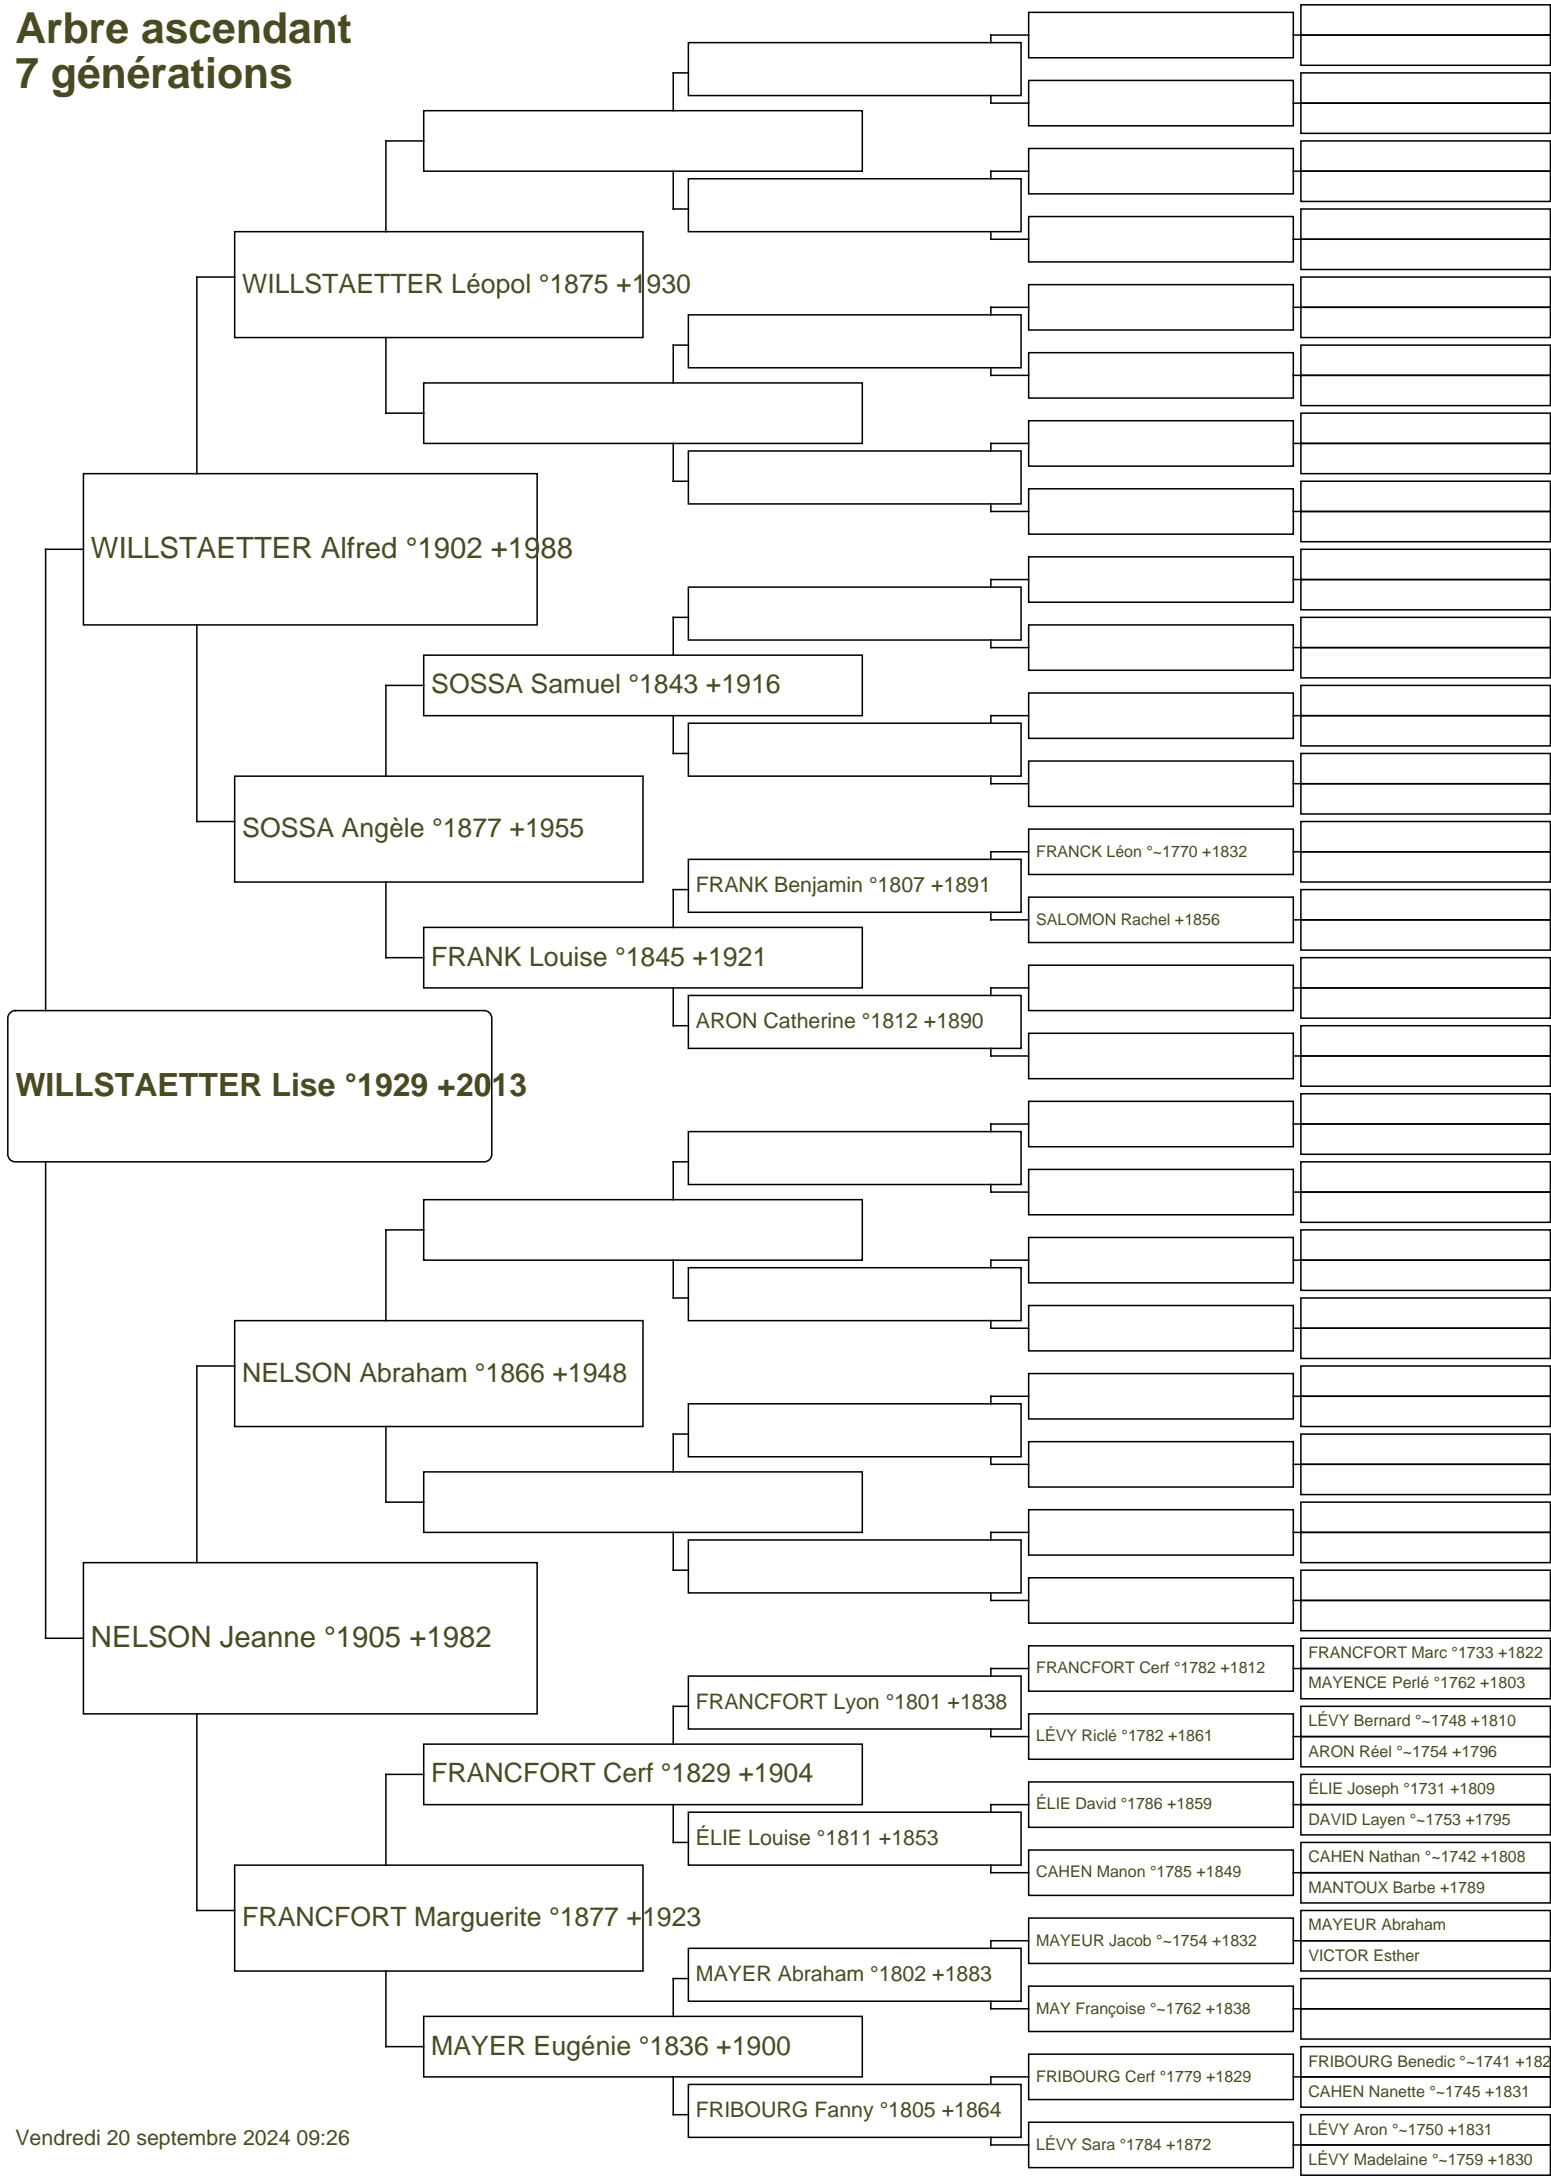 Arbre ascendant
7 générations
WILLSTAETTER Léopol °1875 +1930
WILLSTAETTER Alfred °1902 +1988
SOSSA Samuel °1843 +1916
SOSSA Angèle °1877 +1955
FRANCK Léon °~1770 +1832
FRANK Benjamin °1807 +1891
SALOMON Rachel +1856
FRANK Louise °1845 +1921
ARON Catherine °1812 +1890
WILLSTAETTER Lise °1929 +2013
NELSON Abraham °1866 +1948
NELSON Jeanne °1905 +1982
FRANCFORT Marc °1733 +1822
FRANCFORT Cerf °1782 +1812
MAYENCE Perlé °1762 +1803
FRANCFORT Lyon °1801 +1838
LÉVY Bernard °~1748 +1810
LÉVY Riclé °1782 +1861
ARON Réel °~1754 +1796
FRANCFORT Cerf °1829 +1904
ÉLIE Joseph °1731 +1809
ÉLIE David °1786 +1859
DAVID Layen °~1753 +1795
ÉLIE Louise °1811 +1853
CAHEN Nathan °~1742 +1808
CAHEN Manon °1785 +1849
MANTOUX Barbe +1789
FRANCFORT Marguerite °1877 +1923
MAYEUR Abraham
MAYEUR Jacob °~1754 +1832
VICTOR Esther
MAYER Abraham °1802 +1883
MAY Françoise °~1762 +1838
MAYER Eugénie °1836 +1900
FRIBOURG Benedic °~1741 +182
FRIBOURG Cerf °1779 +1829
CAHEN Nanette °~1745 +1831
FRIBOURG Fanny °1805 +1864
LÉVY Aron °~1750 +1831
LÉVY Sara °1784 +1872
LÉVY Madelaine °~1759 +1830
Vendredi 20 septembre 2024 09:26